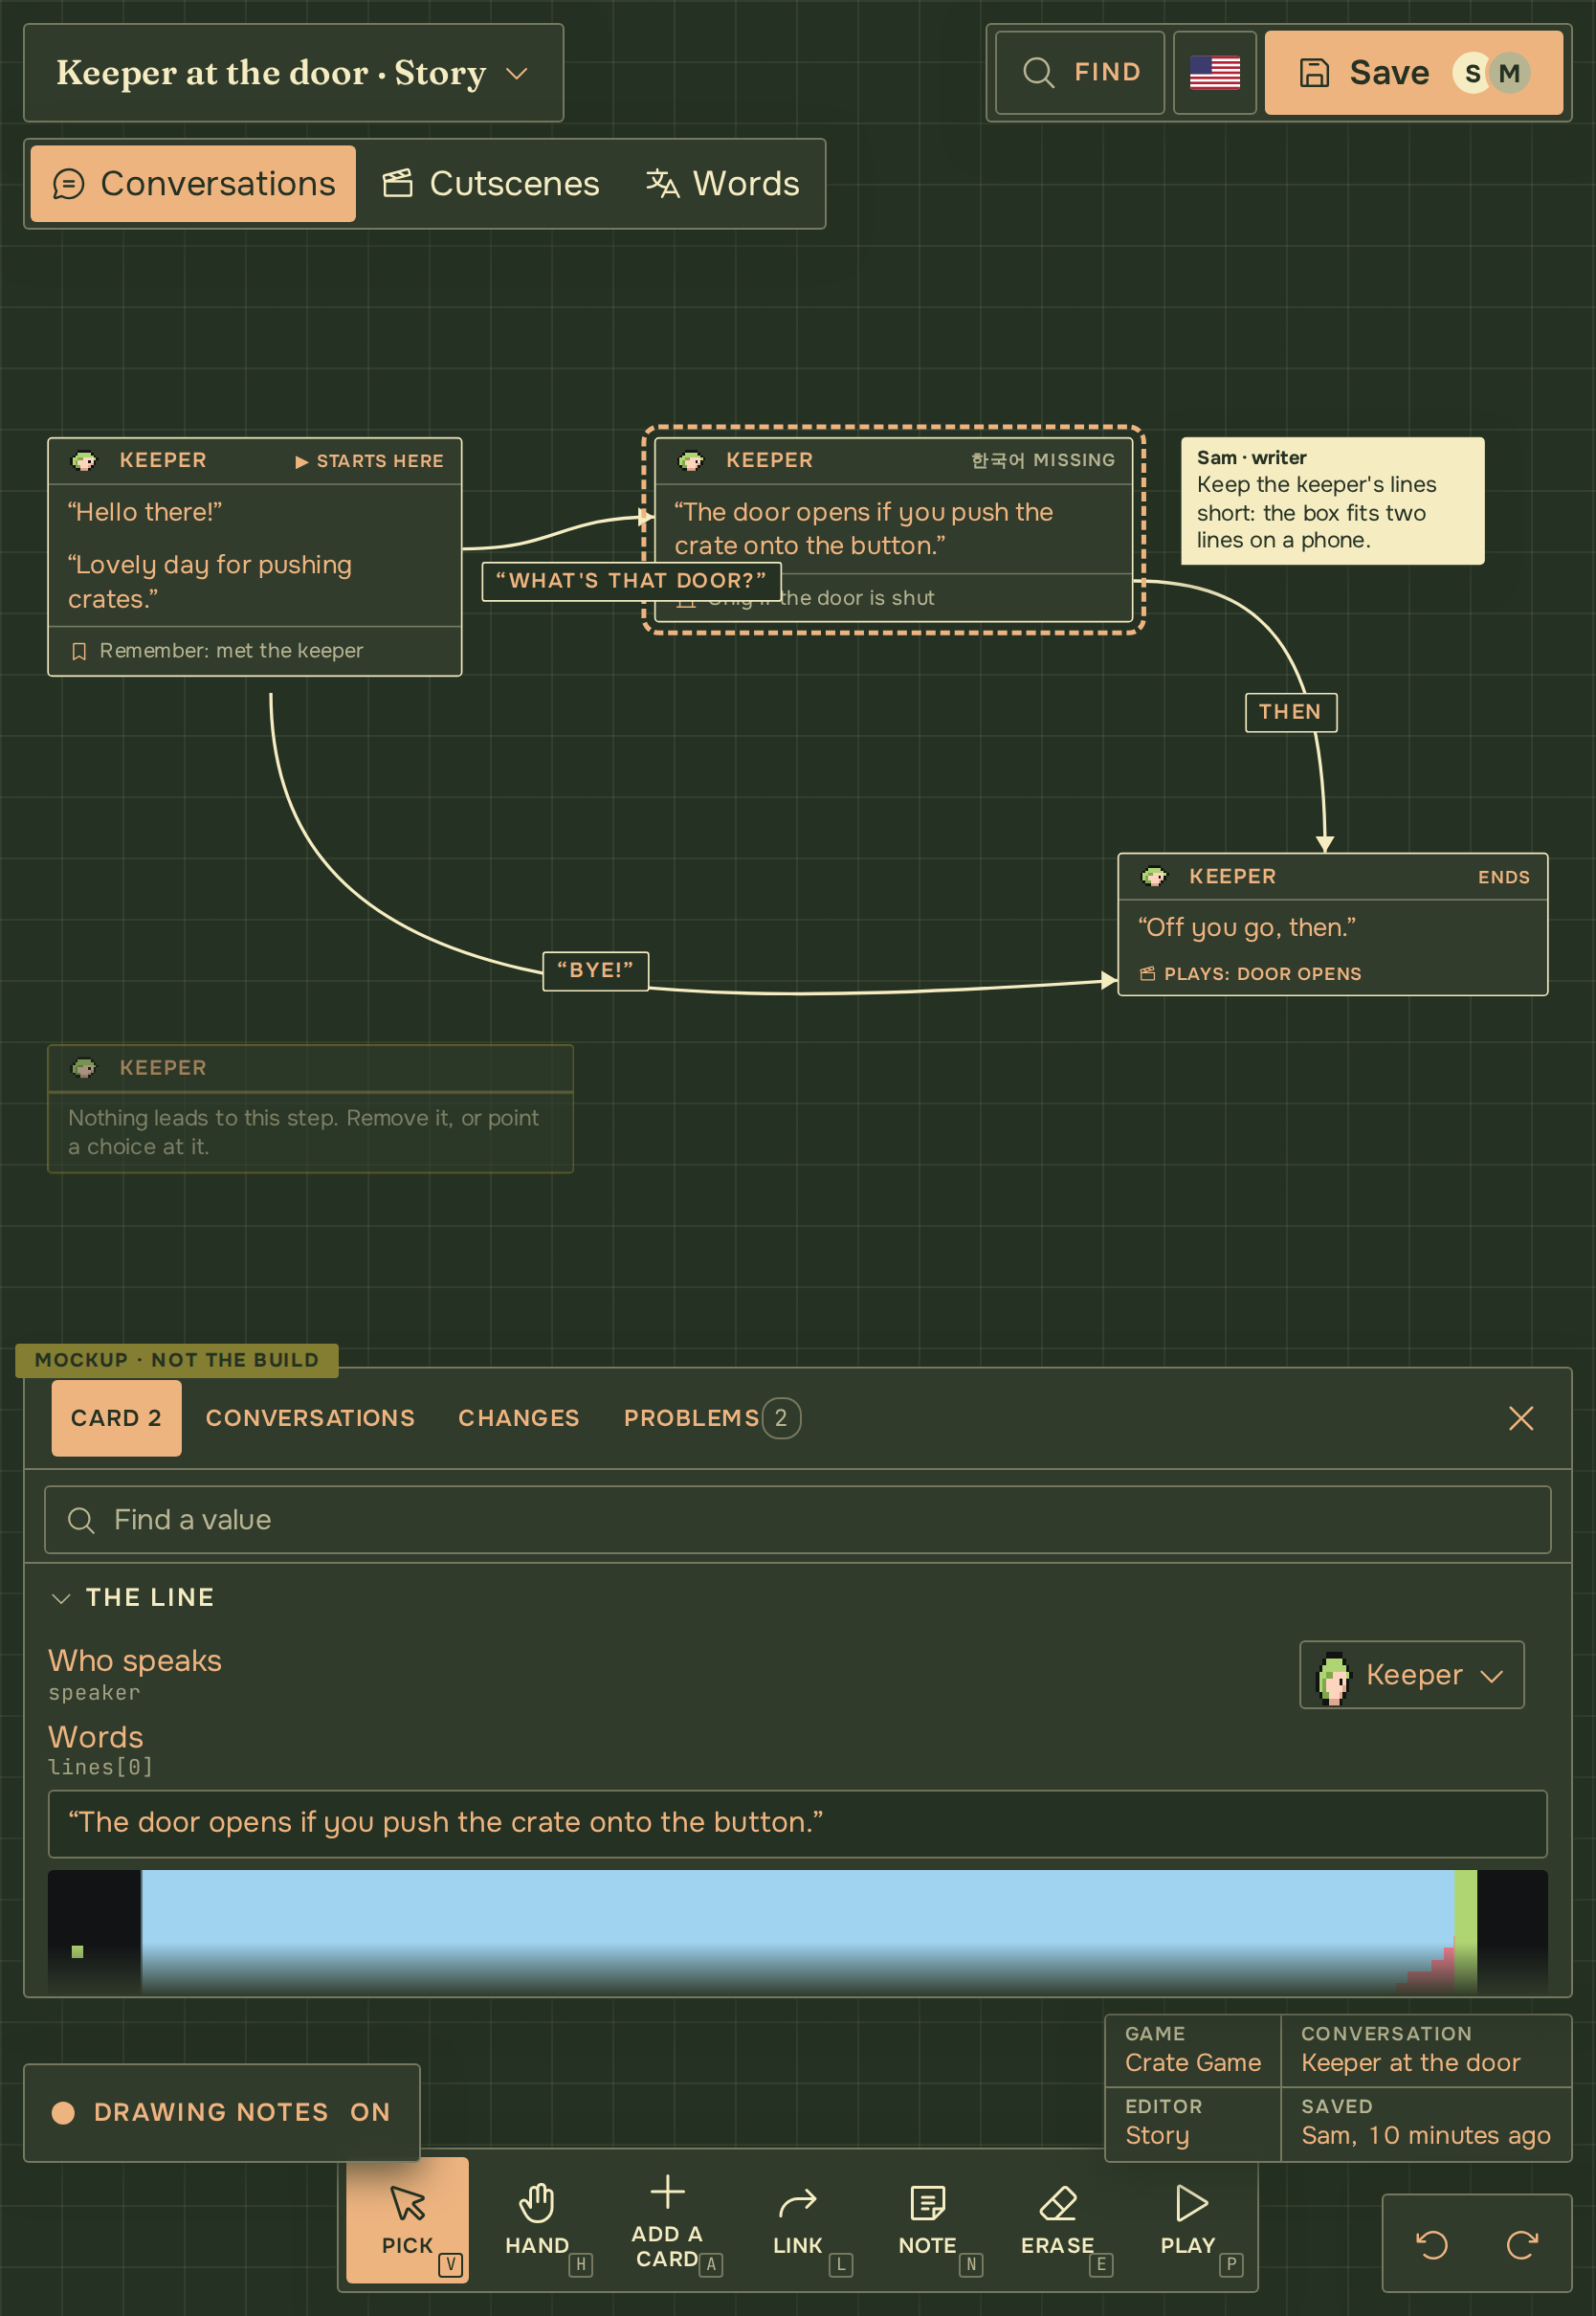 Keeper at the door · Story
FIND
Save
S
M
Conversations
Cutscenes
Words
KEEPER
▶ STARTS HERE
“Hello there!”
“Lovely day for pushing
crates.”
Remember: met the keeper
“WHAT'S THAT DOOR?”
KEEPER
한국어 MISSING
“The door opens if you push the
crate onto the button.”
Only if the door is shut
Sam · writer
Keep the keeper's lines
short: the box fits two
lines on a phone.
THEN
KEEPER
ENDS
“Off you go, then.”
PLAYS: DOOR OPENS
“BYE!”
KEEPER
Nothing leads to this step. Remove it, or point
a choice at it.
MOCKUP · NOT THE BUILD
CARD 2
CONVERSATIONS
CHANGES
PROBLEMS 2
Find a value
THE LINE
Who speaks
speaker
Keeper
Words
lines[0]
“The door opens if you push the crate onto the button.”
GAME
Crate Game
CONVERSATION
Keeper at the door
EDITOR
Story
SAVED
Sam, 10 minutes ago
DRAWING NOTES ON
PICK
V
HAND
H
ADD A
CARD
A
LINK
L
NOTE
N
ERASE
E
PLAY
P